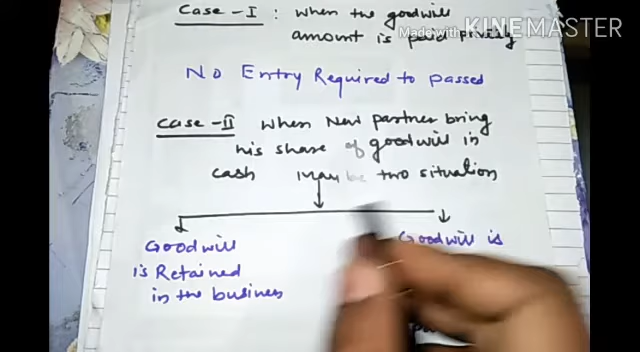 Case-I : When the goodwill
amount is paid
Made with KINEMASTER
No Entry Required to passed
Case-II When New partner bring
his share of goodwill in
cash may be two situation
Goodwill
is Retained
in the business
Goodwill is